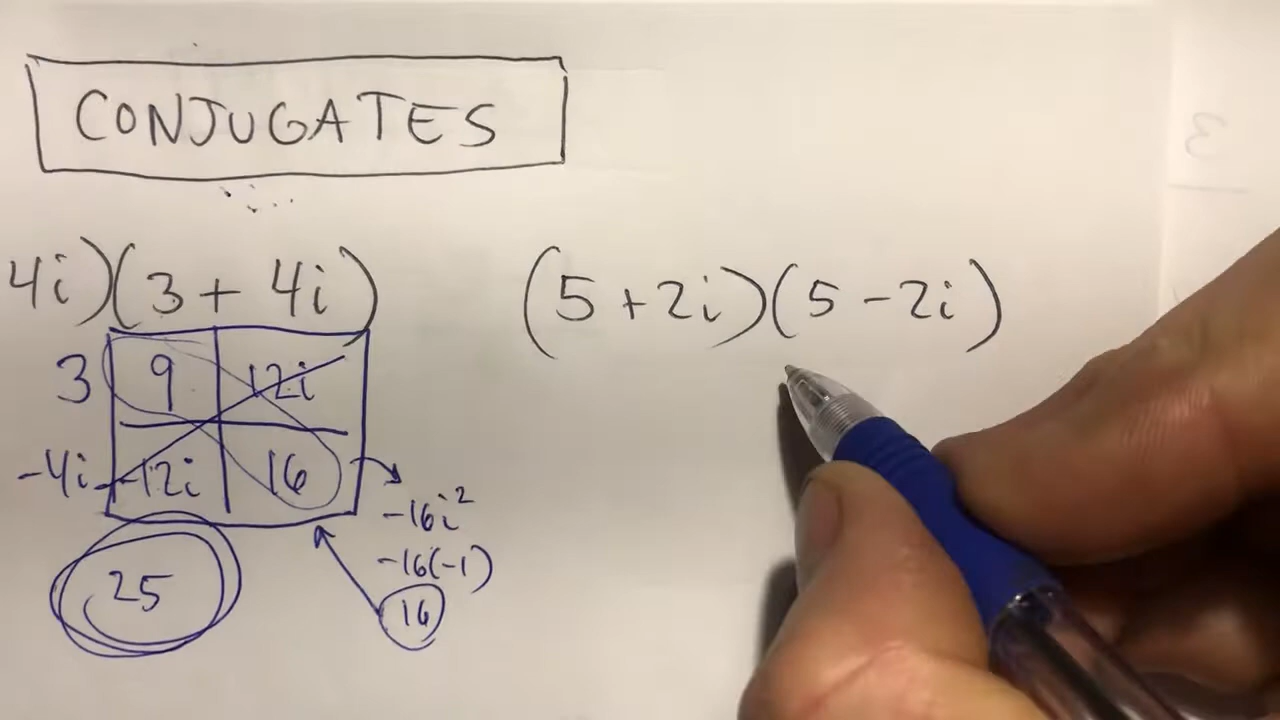 CONJUGATES
4i)(3 + 4i)
(5 + 2i)(5 - 2i)
3 9 12i
-4i -12i 16
-16i²
-16(-1)
16
25